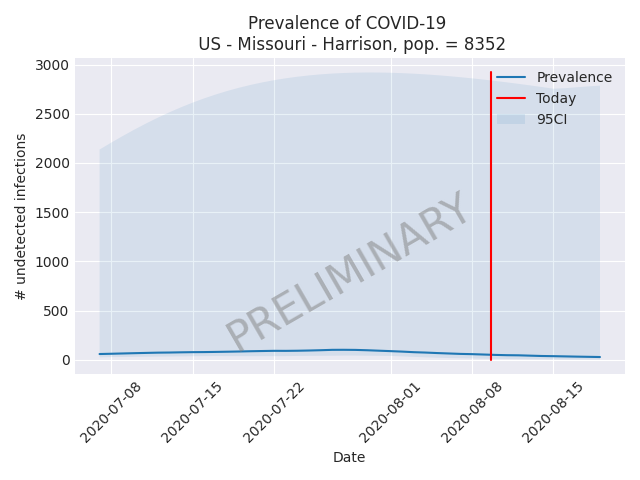 Prevalence of COVID-19
US - Missouri - Harrison, pop. = 8352
3000
2500
2000
1500
1000
500
0
# undetected infections
Prevalence
Today
95CI
PRELIMINARY
2020-07-08
2020-07-15
2020-07-22
2020-08-01
2020-08-08
2020-08-15
Date